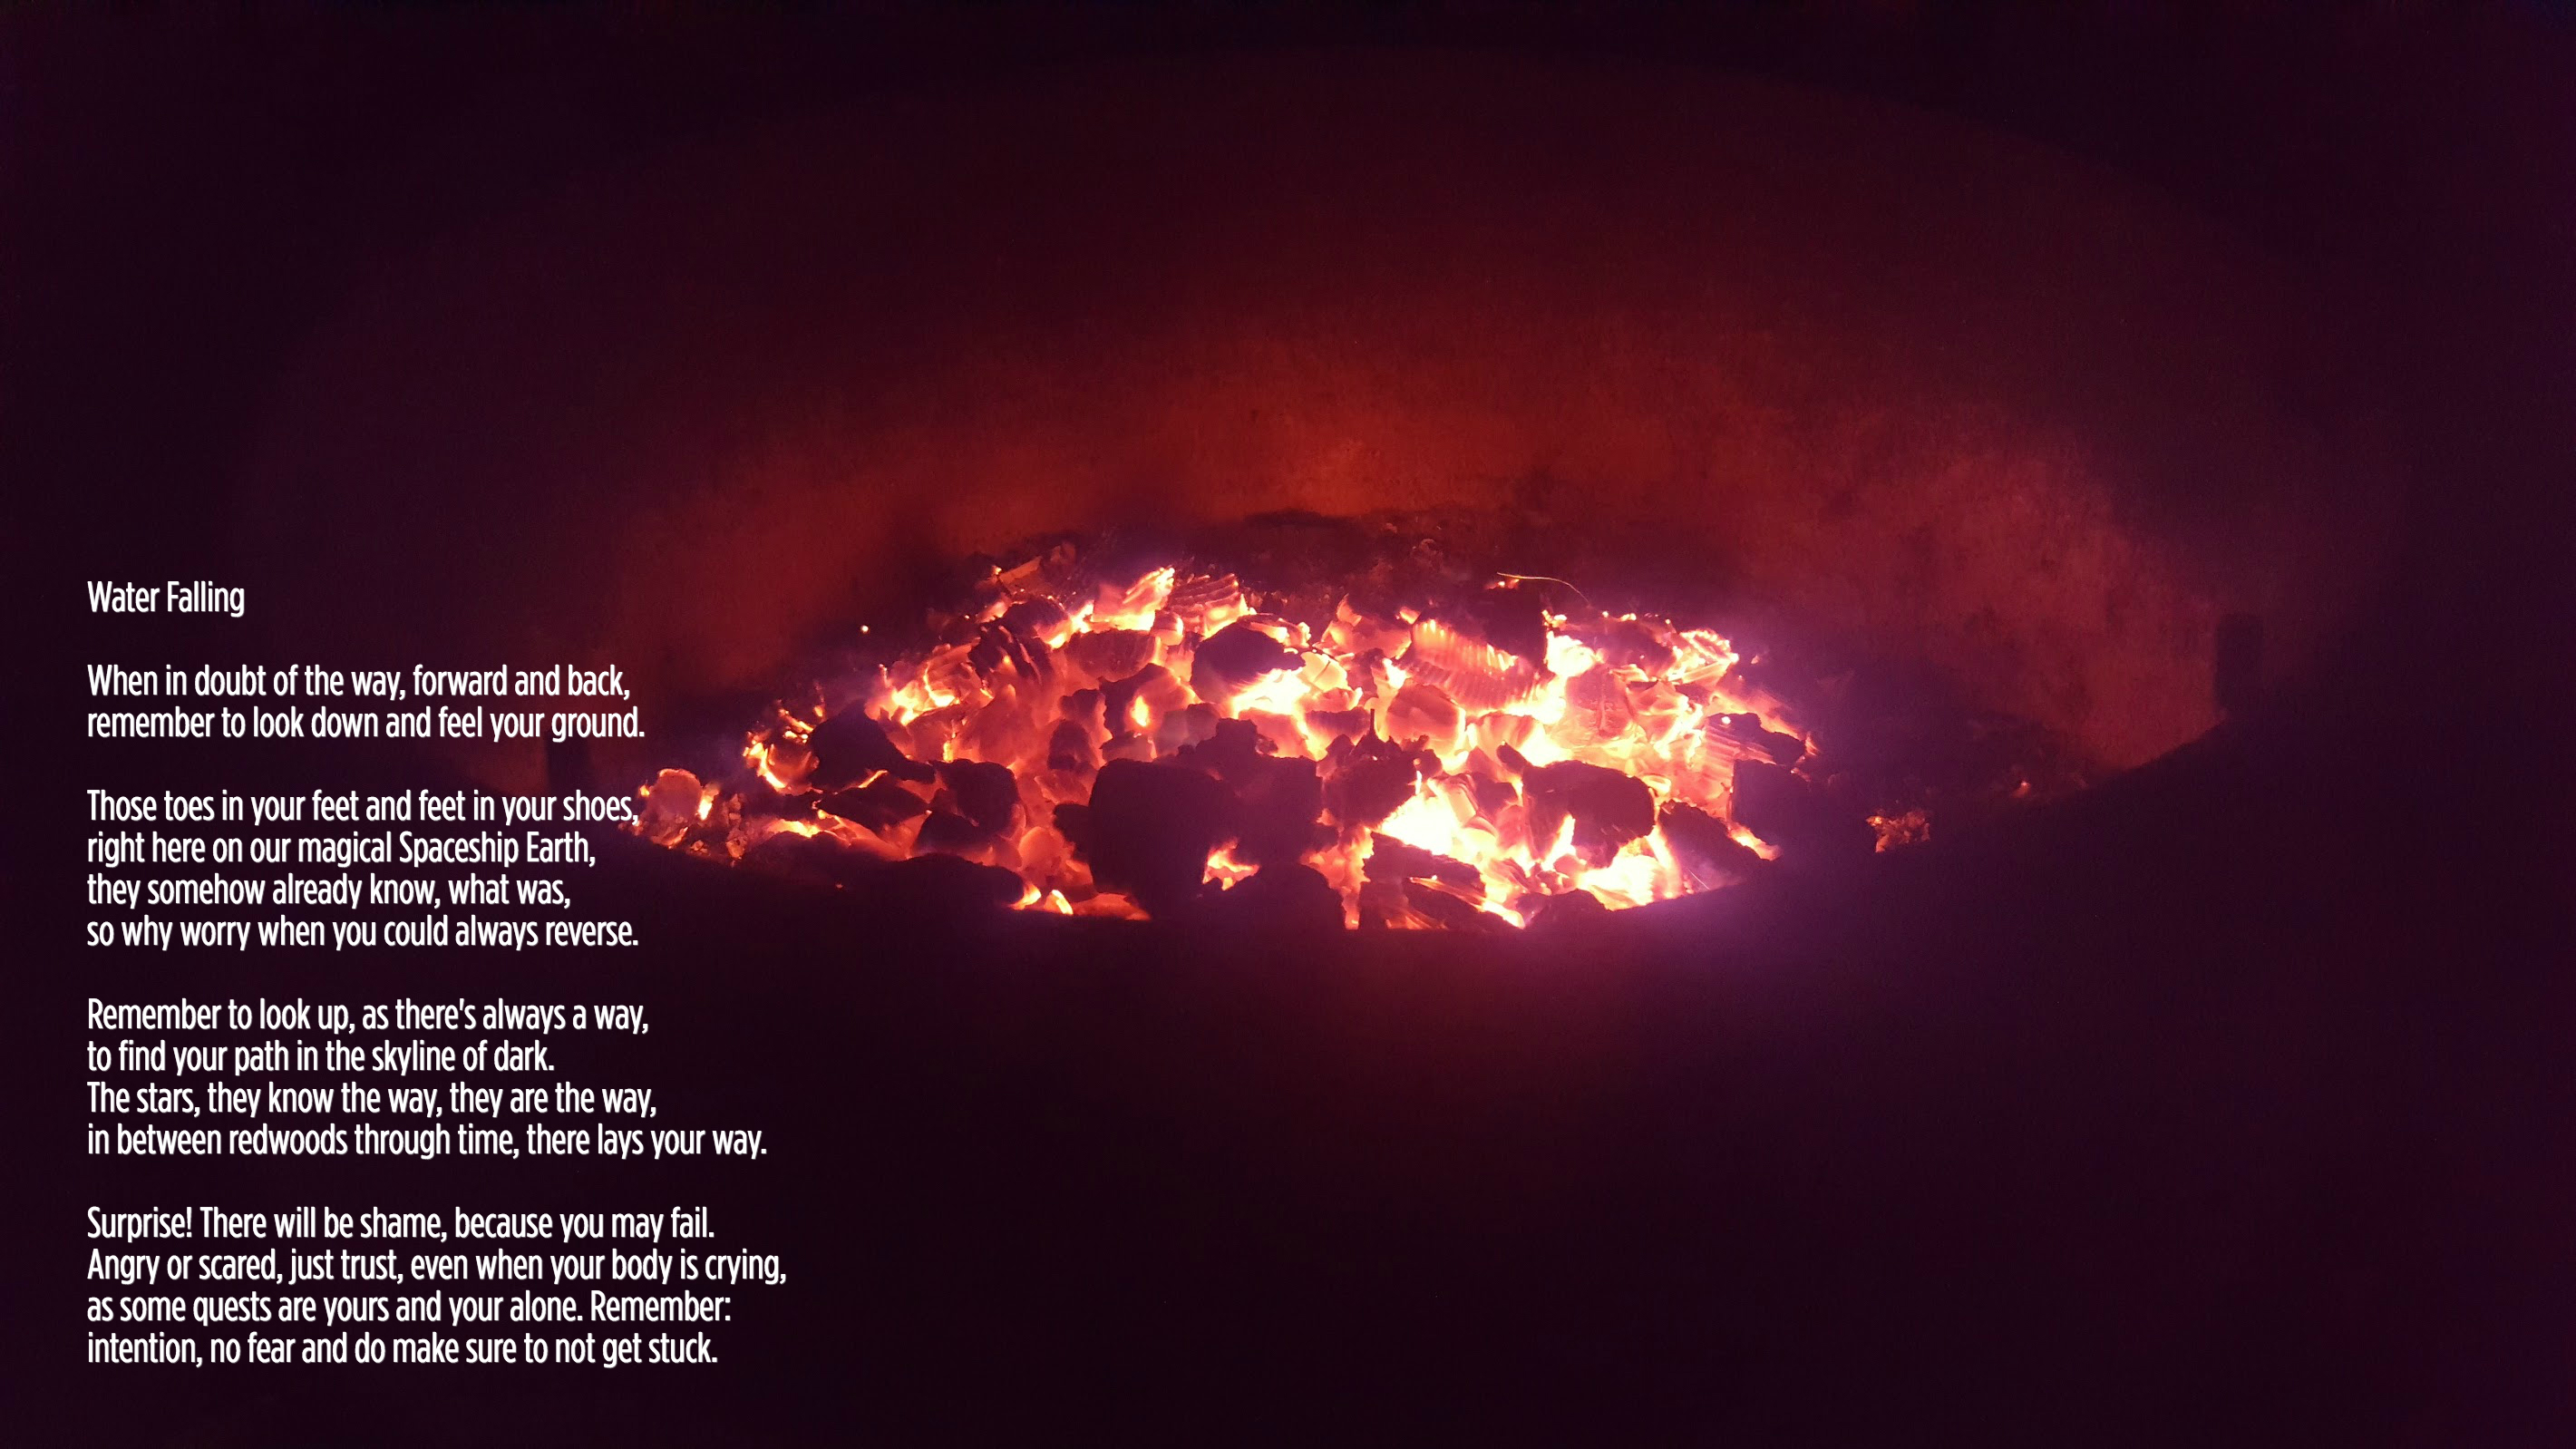 Water Falling
When in doubt of the way, forward and back,
remember to look down and feel your ground.
Those toes in your feet and feet in your shoes,
right here on our magical Spaceship Earth,
they somehow already know, what was,
so why worry when you could always reverse.
Remember to look up, as there's always a way,
to find your path in the skyline of dark.
The stars, they know the way, they are the way,
in between redwoods through time, there lays your way.
Surprise! There will be shame, because you may fail.
Angry or scared, just trust, even when your body is crying,
as some quests are yours and your alone. Remember:
intention, no fear and do make sure to not get stuck.